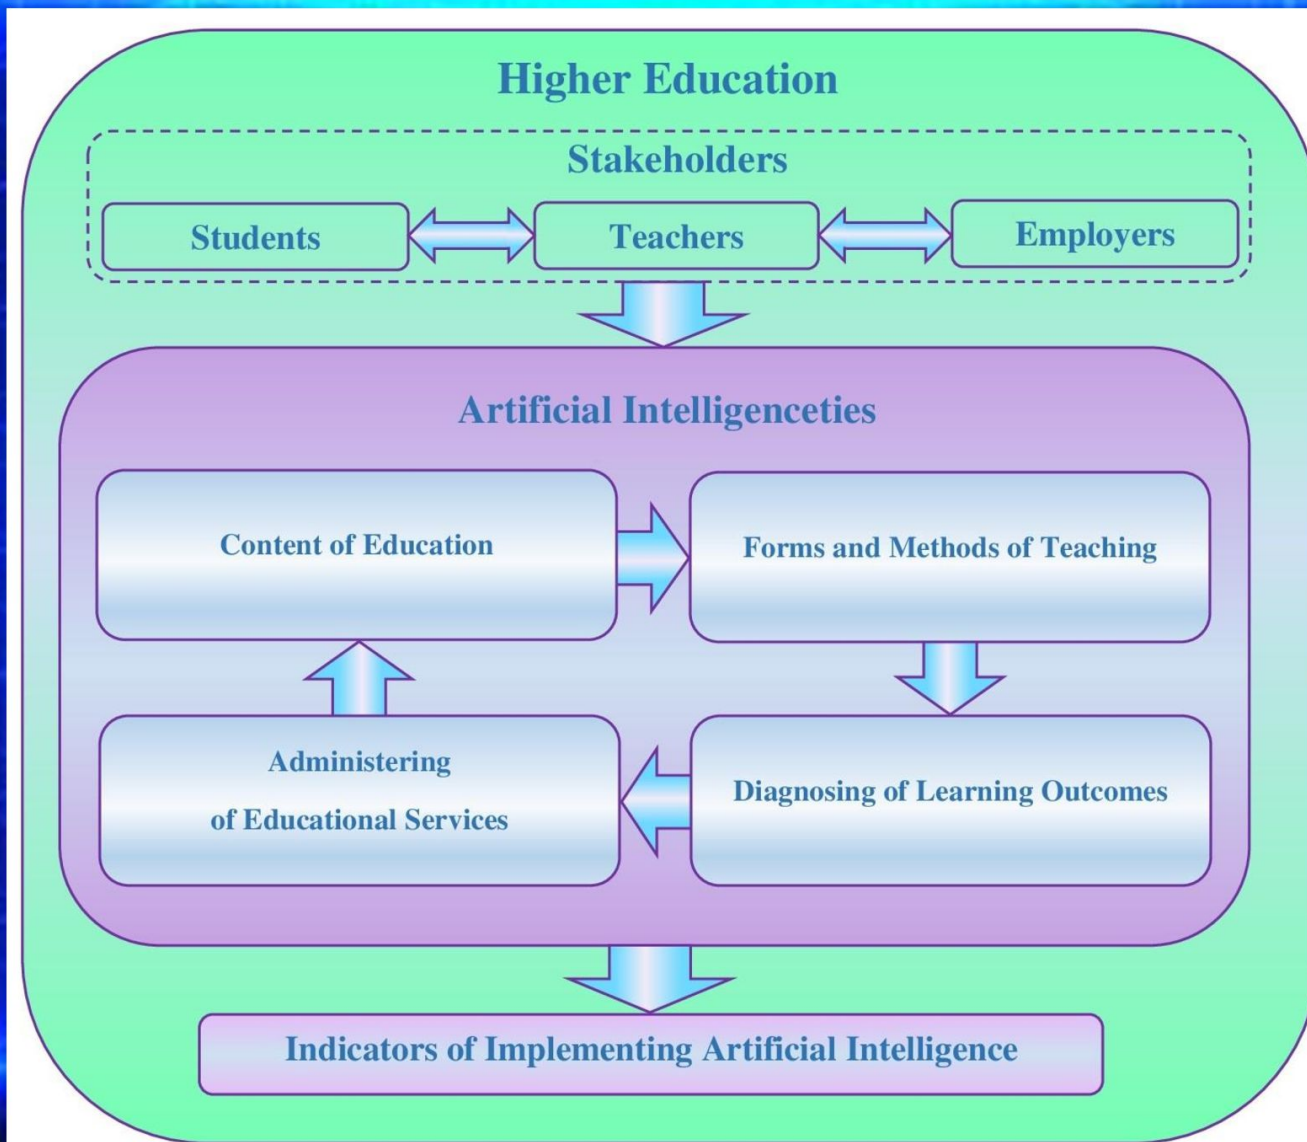 Higher Education
Stakeholders
Students
Teachers
Employers
Artificial Intelligenceties
Content of Education
Forms and Methods of Teaching
Administering
of Educational Services
Diagnosing of Learning Outcomes
Indicators of Implementing Artificial Intelligence